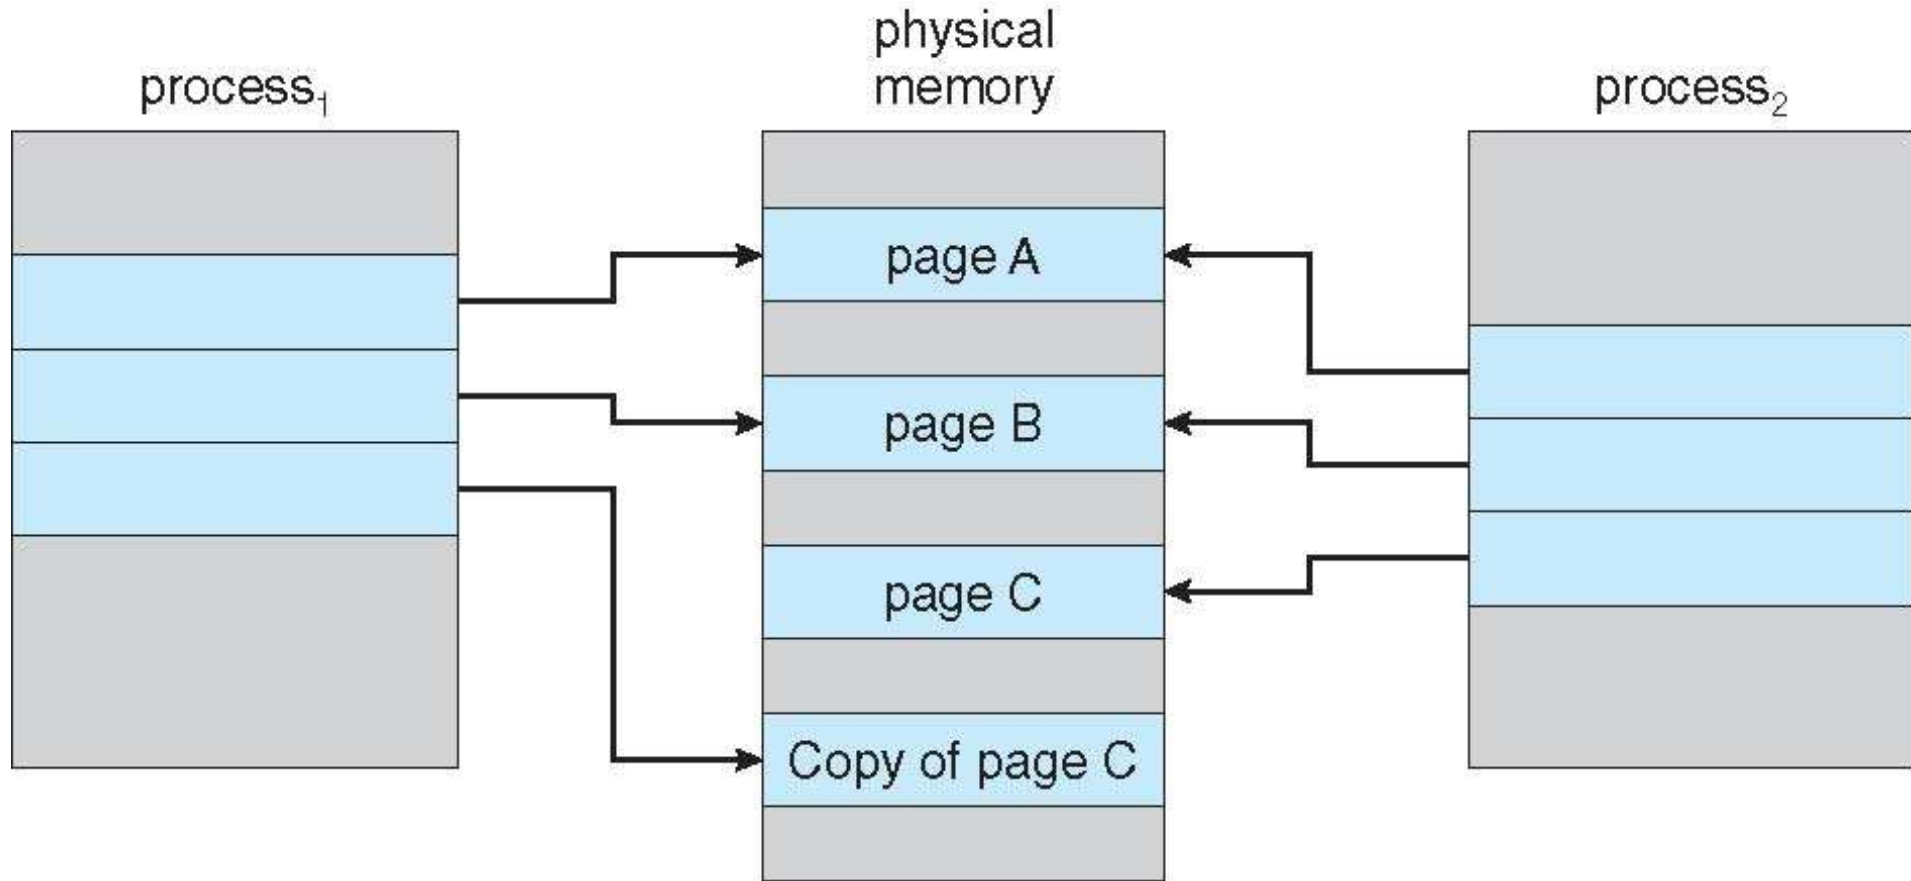 physical
memory
process₁
process₂
page A
page B
page C
Copy of page C